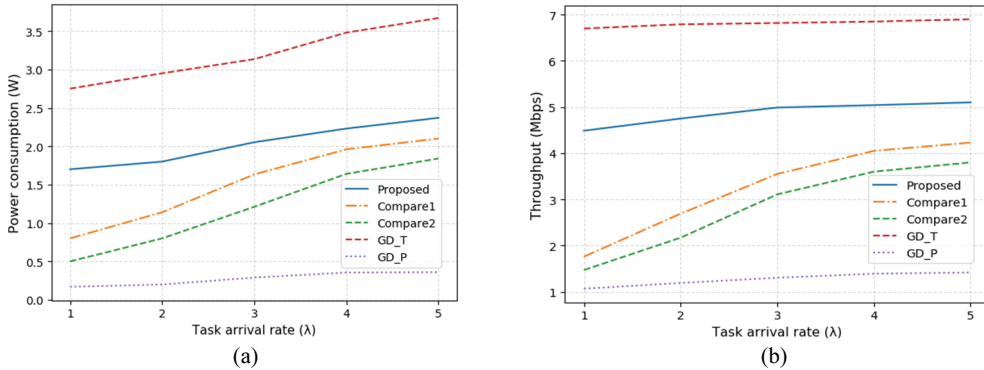 Power consumption (W)
3.5
3.0
2.5
2.0
1.5
1.0
0.5
0.0
Proposed
Compare1
Compare2
GD_T
GD_P
1 2 3 4 5
Task arrival rate (λ)
(a)
Throughput (Mbps)
7
6
5
4
3
2
1
Proposed
Compare1
Compare2
GD_T
GD_P
1 2 3 4 5
Task arrival rate (λ)
(b)